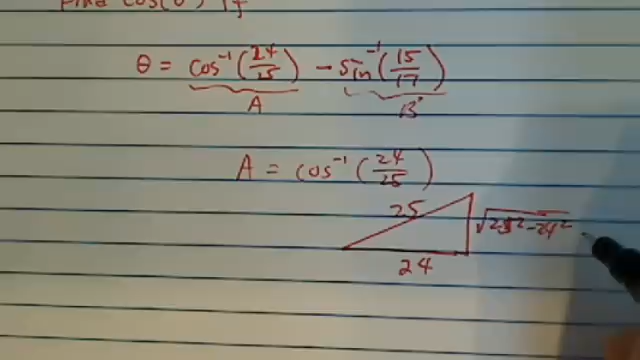 Find cos(θ) if
θ = cos⁻¹(24/25) - sin⁻¹(15/17)
A B
A = cos⁻¹(24/25)
25
√25²-24²
24